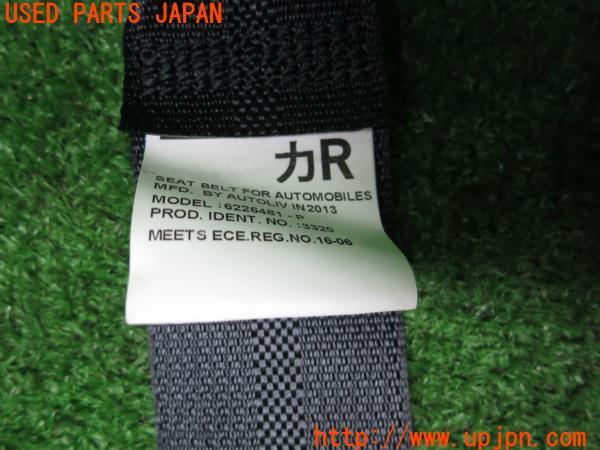 USED PARTS JAPAN
カR
SEAT BELT FOR AUTOMOBILES
MFD. BY AUTOLIV IN 2013
MODEL :6226481 - P
PROD. IDENT. NO. :3320
MEETS ECE.REG.NO.16-06
http://www.upjpn.com